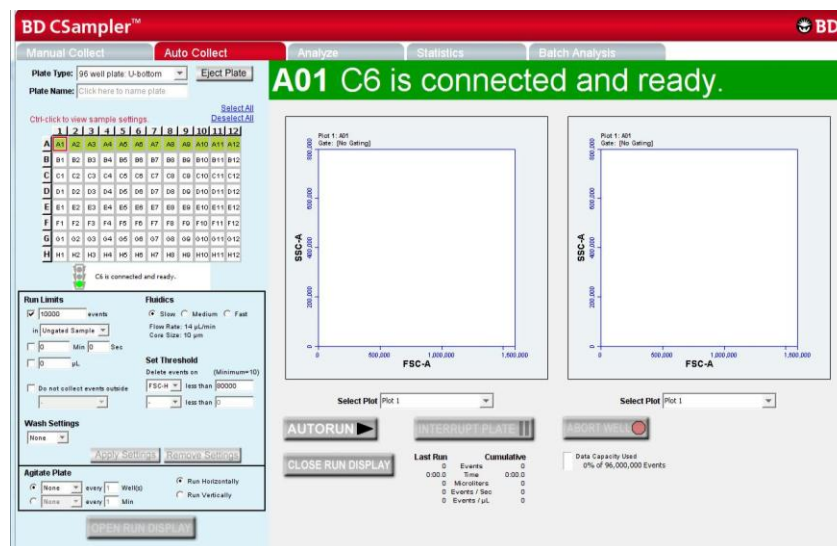 BD CSampler™
BD
Manual Collect Auto Collect Analyze Statistics Batch Analysis
Plate Type: 96 well plate: U-bottom Eject Plate
Plate Name: Click here to name plate
Select All
Ctrl-click to view sample settings. Deselect All
1 2 3 4 5 6 7 8 9 10 11 12
A A1 A2 A3 A4 A5 A6 A7 A8 A9 A10 A11 A12
B B1 B2 B3 B4 B5 B6 B7 B8 B9 B10 B11 B12
C C1 C2 C3 C4 C5 C6 C7 C8 C9 C10 C11 C12
D D1 D2 D3 D4 D5 D6 D7 D8 D9 D10 D11 D12
E E1 E2 E3 E4 E5 E6 E7 E8 E9 E10 E11 E12
F F1 F2 F3 F4 F5 F6 F7 F8 F9 F10 F11 F12
G G1 G2 G3 G4 G5 G6 G7 G8 G9 G10 G11 G12
H H1 H2 H3 H4 H5 H6 H7 H8 H9 H10 H11 H12
C6 is connected and ready.
Run Limits
10000 events
in Ungated Sample
0 Min 0 Sec
0 µL
Do not collect events outside
-
Fluidics
Slow Medium Fast
Flow Rate: 14 µL/min
Core Size: 10 µm
Set Threshold
Delete events on (Minimum=10)
FSC-H less than 80000
- less than 0
Wash Settings
None
Apply Settings Remove Settings
Agitate Plate
None every 1 Well(s)
None every 1 Min
Run Horizontally
Run Vertically
OPEN RUN DISPLAY
A01 C6 is connected and ready.
Plot 1: A01
Gate: [No Gating]
SSC-A
800,000
600,000
400,000
200,000
0
0 500,000 1,000,000 1,500,000
FSC-A
Select Plot Plot 1
Plot 1: A01
Gate: [No Gating]
SSC-A
800,000
600,000
400,000
200,000
0
0 500,000 1,000,000 1,500,000
FSC-A
Select Plot Plot 1
AUTORUN INTERRUPT PLATE ABORT WELL
CLOSE RUN DISPLAY
Last Run Cumulative
0 Events 0
0:00.0 Time 0:00.0
0 Microliters 0
0 Events / Sec 0
0 Events / µL 0
Data Capacity Used
0% of 96,000,000 Events